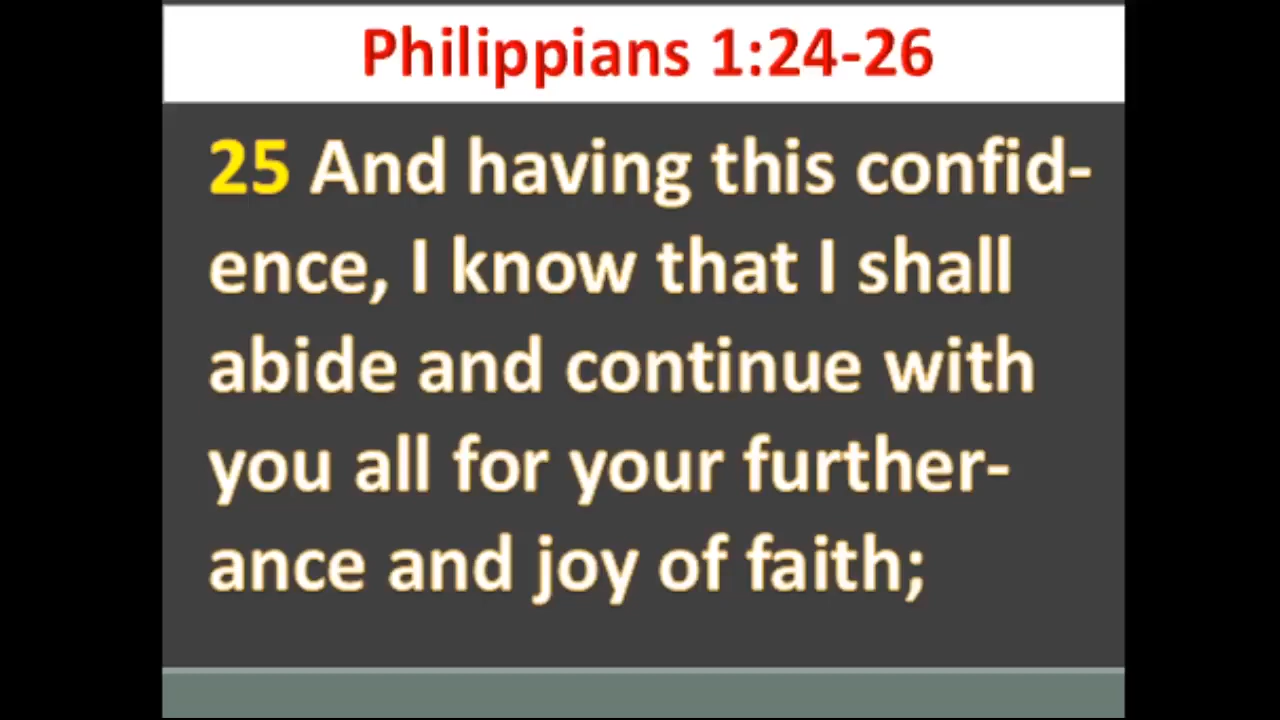 Philippians 1:24-26
25 And having this confid-
ence, I know that I shall
abide and continue with
you all for your further-
ance and joy of faith;